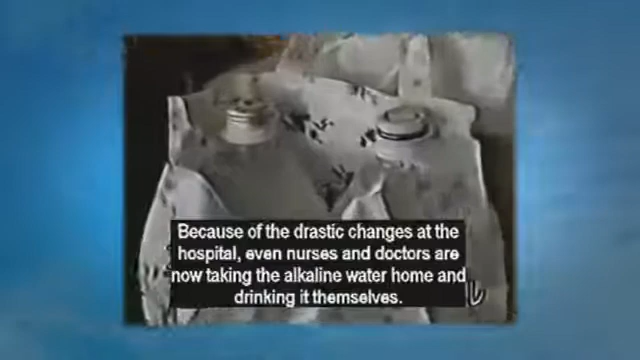 Because of the drastic changes at the
hospital, even nurses and doctors are
now taking the alkaline water home and
drinking it themselves.